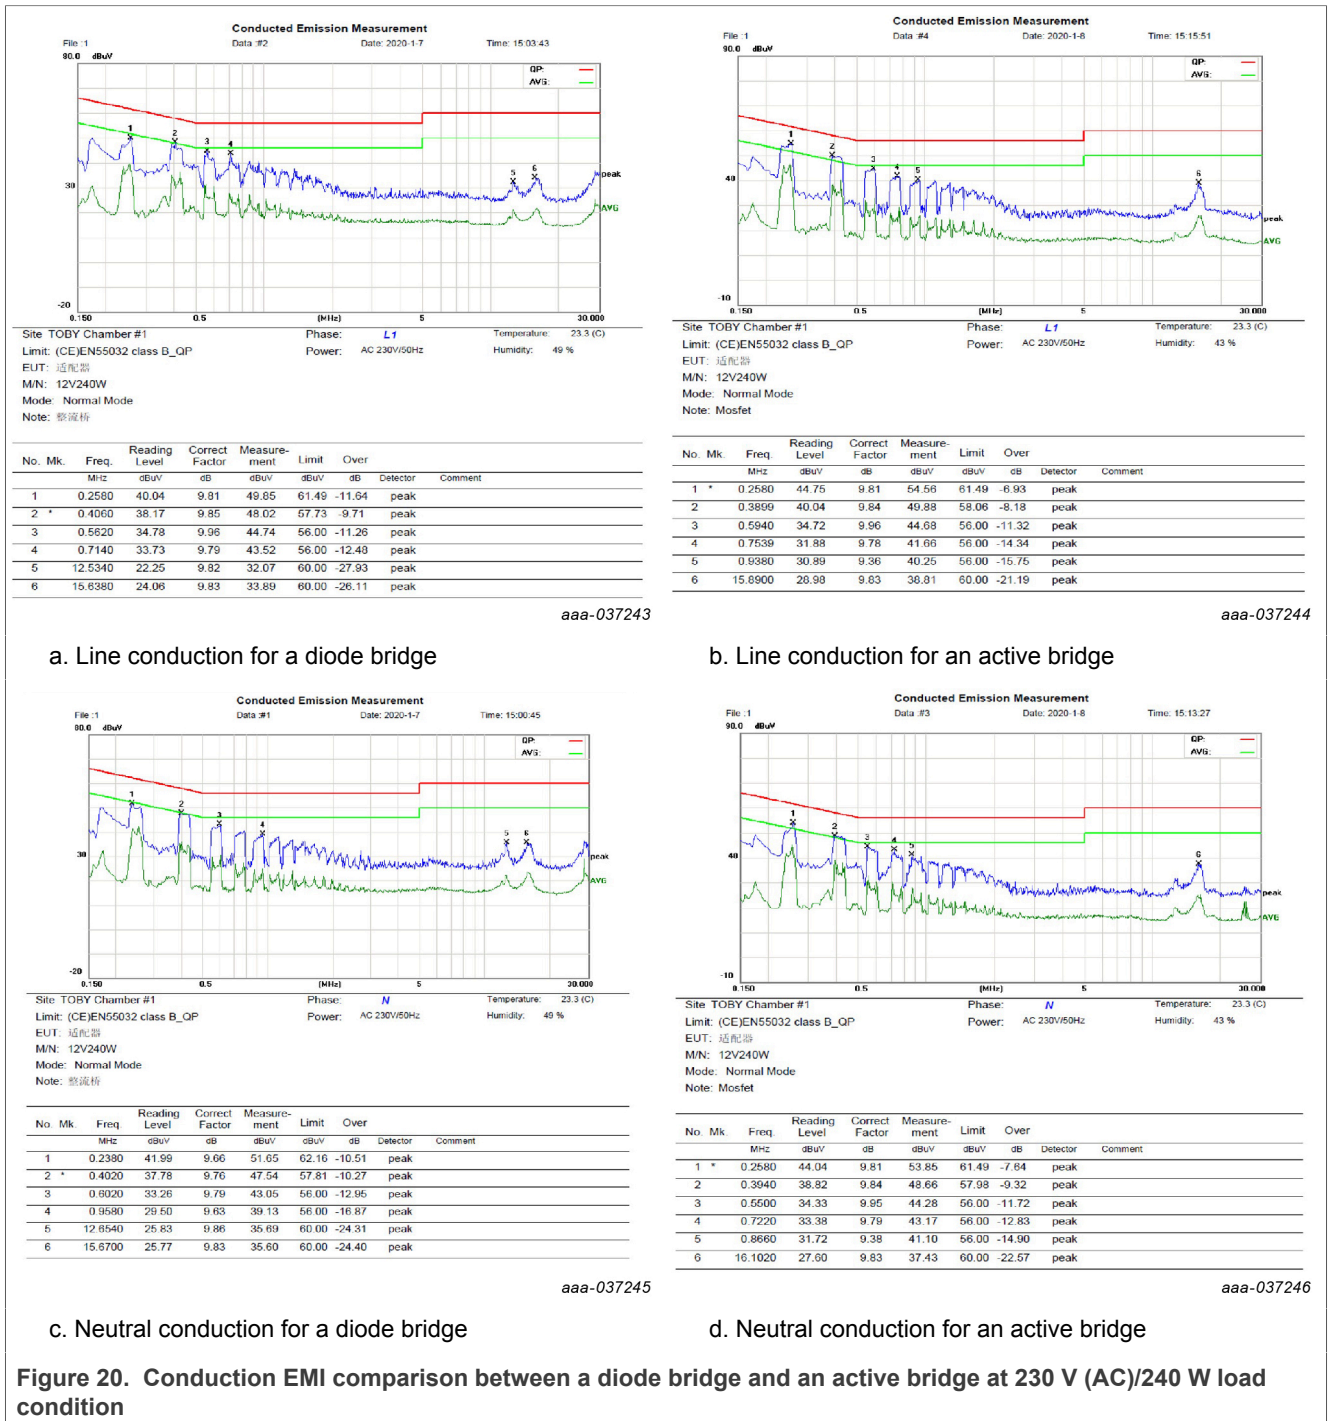 Conducted Emission Measurement
File :1 Data :#2 Date: 2020-1-7 Time: 15:03:43
80.0 dBuV
QP:
AVG:
1 2 3 4 5 6
30
peak
AVG
-20
0.150 0.5 (MHz) 5 30.000
Site TOBY Chamber #1 Phase: L1 Temperature: 23.3 (C)
Limit: (CE)EN55032 class B_QP Power: AC 230V/50Hz Humidity: 49 %
EUT: 适配器
M/N: 12V240W
Mode: Normal Mode
Note: 整流桥
No. Mk. Freq. Reading Level Correct Factor Measure-ment Limit Over
MHz dBuV dB dBuV dBuV dB Detector Comment
1 0.2580 40.04 9.81 49.85 61.49 -11.64 peak
2 * 0.4060 38.17 9.85 48.02 57.73 -9.71 peak
3 0.5620 34.78 9.96 44.74 56.00 -11.26 peak
4 0.7140 33.73 9.79 43.52 56.00 -12.48 peak
5 12.5340 22.25 9.82 32.07 60.00 -27.93 peak
6 15.6380 24.06 9.83 33.89 60.00 -26.11 peak
aaa-037243
a. Line conduction for a diode bridge
Conducted Emission Measurement
File :1 Data :#4 Date: 2020-1-8 Time: 15:15:51
90.0 dBuV
QP:
AVG:
1 2 3 4 5 6
40
peak
AVG
-10
0.150 0.5 (MHz) 5 30.000
Site TOBY Chamber #1 Phase: L1 Temperature: 23.3 (C)
Limit: (CE)EN55032 class B_QP Power: AC 230V/50Hz Humidity: 43 %
EUT: 适配器
M/N: 12V240W
Mode: Normal Mode
Note: Mosfet
No. Mk. Freq. Reading Level Correct Factor Measure-ment Limit Over
MHz dBuV dB dBuV dBuV dB Detector Comment
1 * 0.2580 44.75 9.81 54.56 61.49 -6.93 peak
2 0.3899 40.04 9.84 49.88 58.06 -8.18 peak
3 0.5940 34.72 9.96 44.68 56.00 -11.32 peak
4 0.7539 31.88 9.78 41.66 56.00 -14.34 peak
5 0.9380 30.89 9.36 40.25 56.00 -15.75 peak
6 15.8900 28.98 9.83 38.81 60.00 -21.19 peak
aaa-037244
b. Line conduction for an active bridge
Conducted Emission Measurement
File :1 Data :#1 Date: 2020-1-7 Time: 15:00:45
80.0 dBuV
QP:
AVG:
1 2 3 4 5 6
30
peak
AVG
-20
0.150 0.5 (MHz) 5 30.000
Site TOBY Chamber #1 Phase: N Temperature: 23.3 (C)
Limit: (CE)EN55032 class B_QP Power: AC 230V/50Hz Humidity: 49 %
EUT: 适配器
M/N: 12V240W
Mode: Normal Mode
Note: 整流桥
No. Mk. Freq. Reading Level Correct Factor Measure-ment Limit Over
MHz dBuV dB dBuV dBuV dB Detector Comment
1 0.2380 41.99 9.66 51.65 62.16 -10.51 peak
2 * 0.4020 37.78 9.76 47.54 57.81 -10.27 peak
3 0.6020 33.26 9.79 43.05 56.00 -12.95 peak
4 0.9580 29.50 9.63 39.13 56.00 -16.87 peak
5 12.6540 25.83 9.86 35.69 60.00 -24.31 peak
6 15.6700 25.77 9.83 35.60 60.00 -24.40 peak
aaa-037245
c. Neutral conduction for a diode bridge
Conducted Emission Measurement
File :1 Data :#3 Date: 2020-1-8 Time: 15:13:27
90.0 dBuV
QP:
AVG:
1 2 3 4 5 6
40
peak
AVG
-10
0.150 0.5 (MHz) 5 30.000
Site TOBY Chamber #1 Phase: N Temperature: 23.3 (C)
Limit: (CE)EN55032 class B_QP Power: AC 230V/50Hz Humidity: 43 %
EUT: 适配器
M/N: 12V240W
Mode: Normal Mode
Note: Mosfet
No. Mk. Freq. Reading Level Correct Factor Measure-ment Limit Over
MHz dBuV dB dBuV dBuV dB Detector Comment
1 * 0.2580 44.04 9.81 53.85 61.49 -7.64 peak
2 0.3940 38.82 9.84 48.66 57.98 -9.32 peak
3 0.5500 34.33 9.95 44.28 56.00 -11.72 peak
4 0.7220 33.38 9.79 43.17 56.00 -12.83 peak
5 0.8660 31.72 9.38 41.10 56.00 -14.90 peak
6 16.1020 27.60 9.83 37.43 60.00 -22.57 peak
aaa-037246
d. Neutral conduction for an active bridge
Figure 20. Conduction EMI comparison between a diode bridge and an active bridge at 230 V (AC)/240 W load
condition